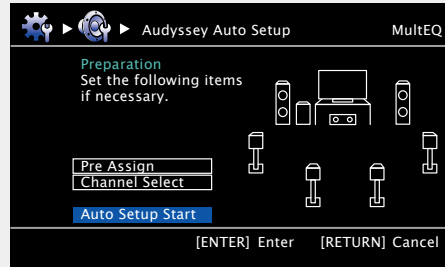 Audyssey Auto Setup MultEQ
Preparation
Set the following items
if necessary.
Pre Assign
Channel Select
Auto Setup Start
[ENTER] Enter [RETURN] Cancel